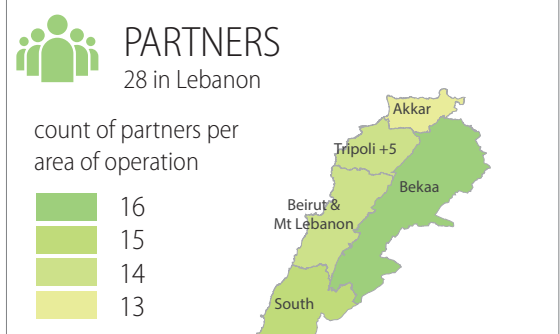 PARTNERS
28 in Lebanon
count of partners per
area of operation
16
15
14
13
Akkar
Tripoli +5
Bekaa
Beirut &
Mt Lebanon
South